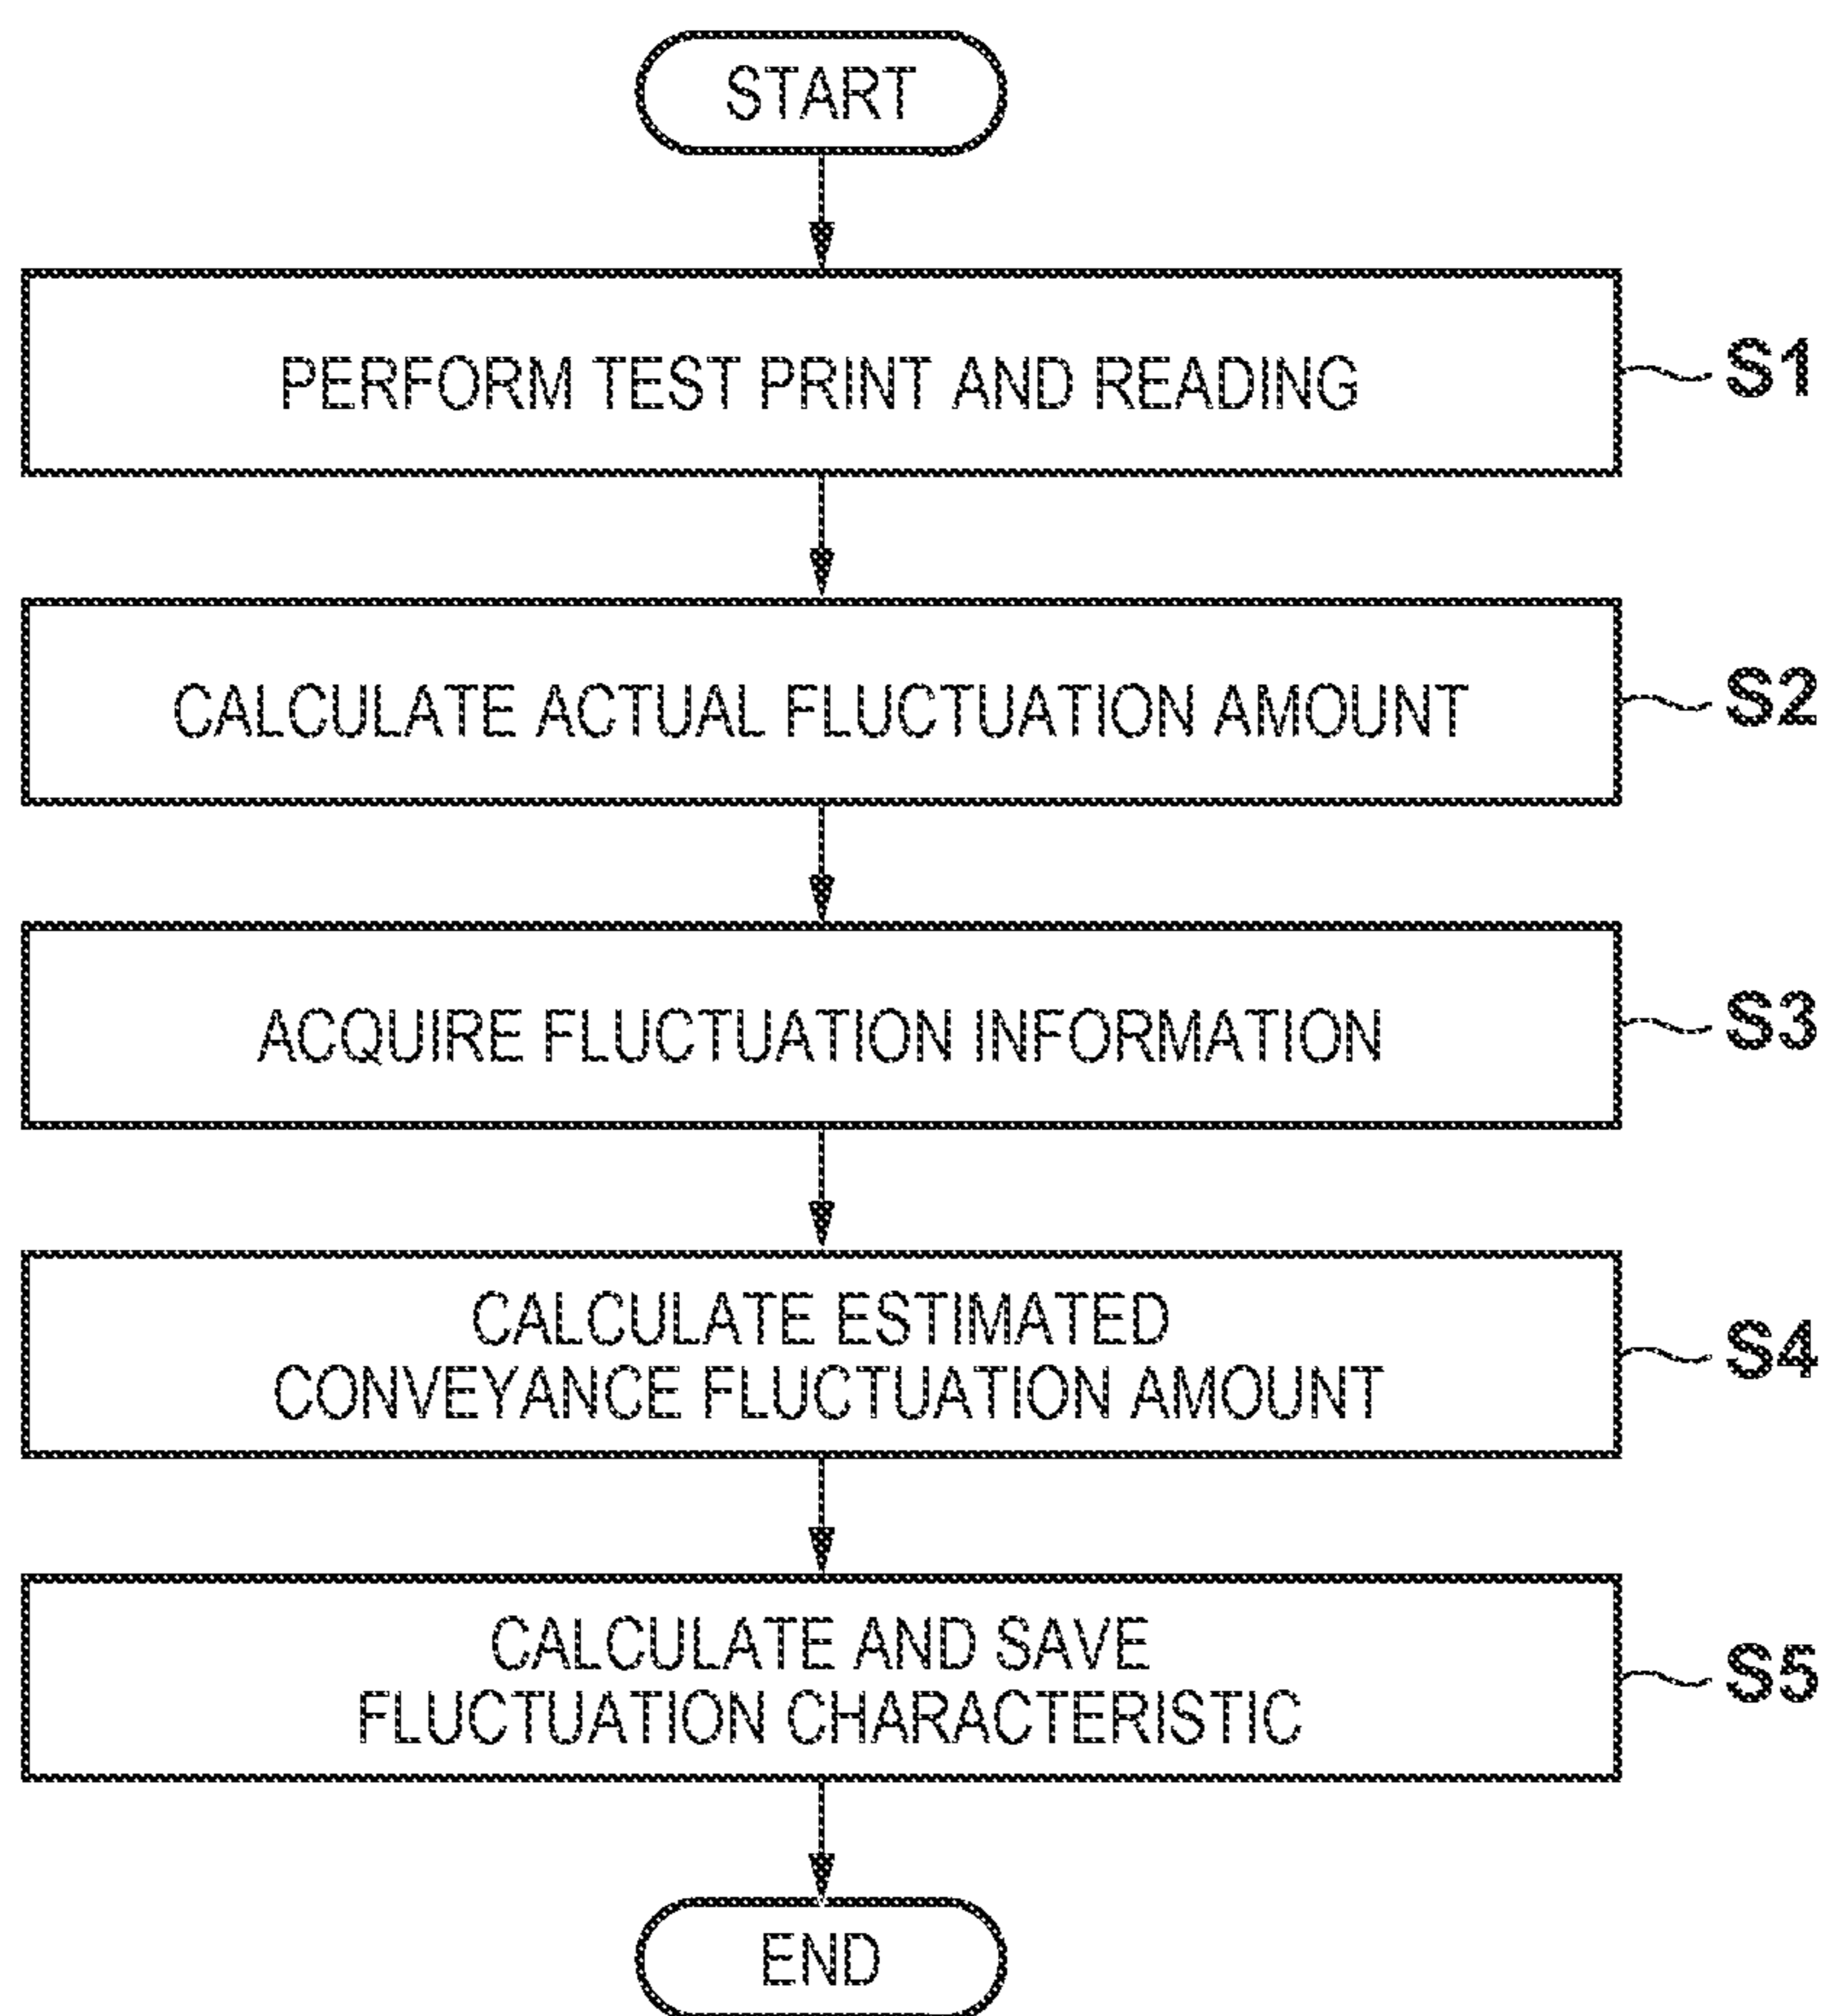 START
PERFORM TEST PRINT AND READING
S1
CALCULATE ACTUAL FLUCTUATION AMOUNT
S2
ACQUIRE FLUCTUATION INFORMATION
S3
CALCULATE ESTIMATED
CONVEYANCE FLUCTUATION AMOUNT
S4
CALCULATE AND SAVE
FLUCTUATION CHARACTERISTIC
S5
END